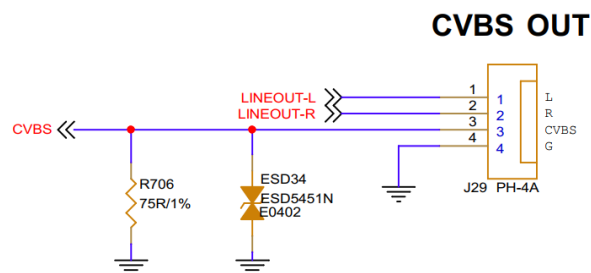 CVBS OUT
LINEOUT-L
1
1
L
LINEOUT-R
2
2
R
CVBS
3
3
CVBS
4
4
G
J29 PH-4A
R706
75R/1%
ESD34
ESD5451N
E0402